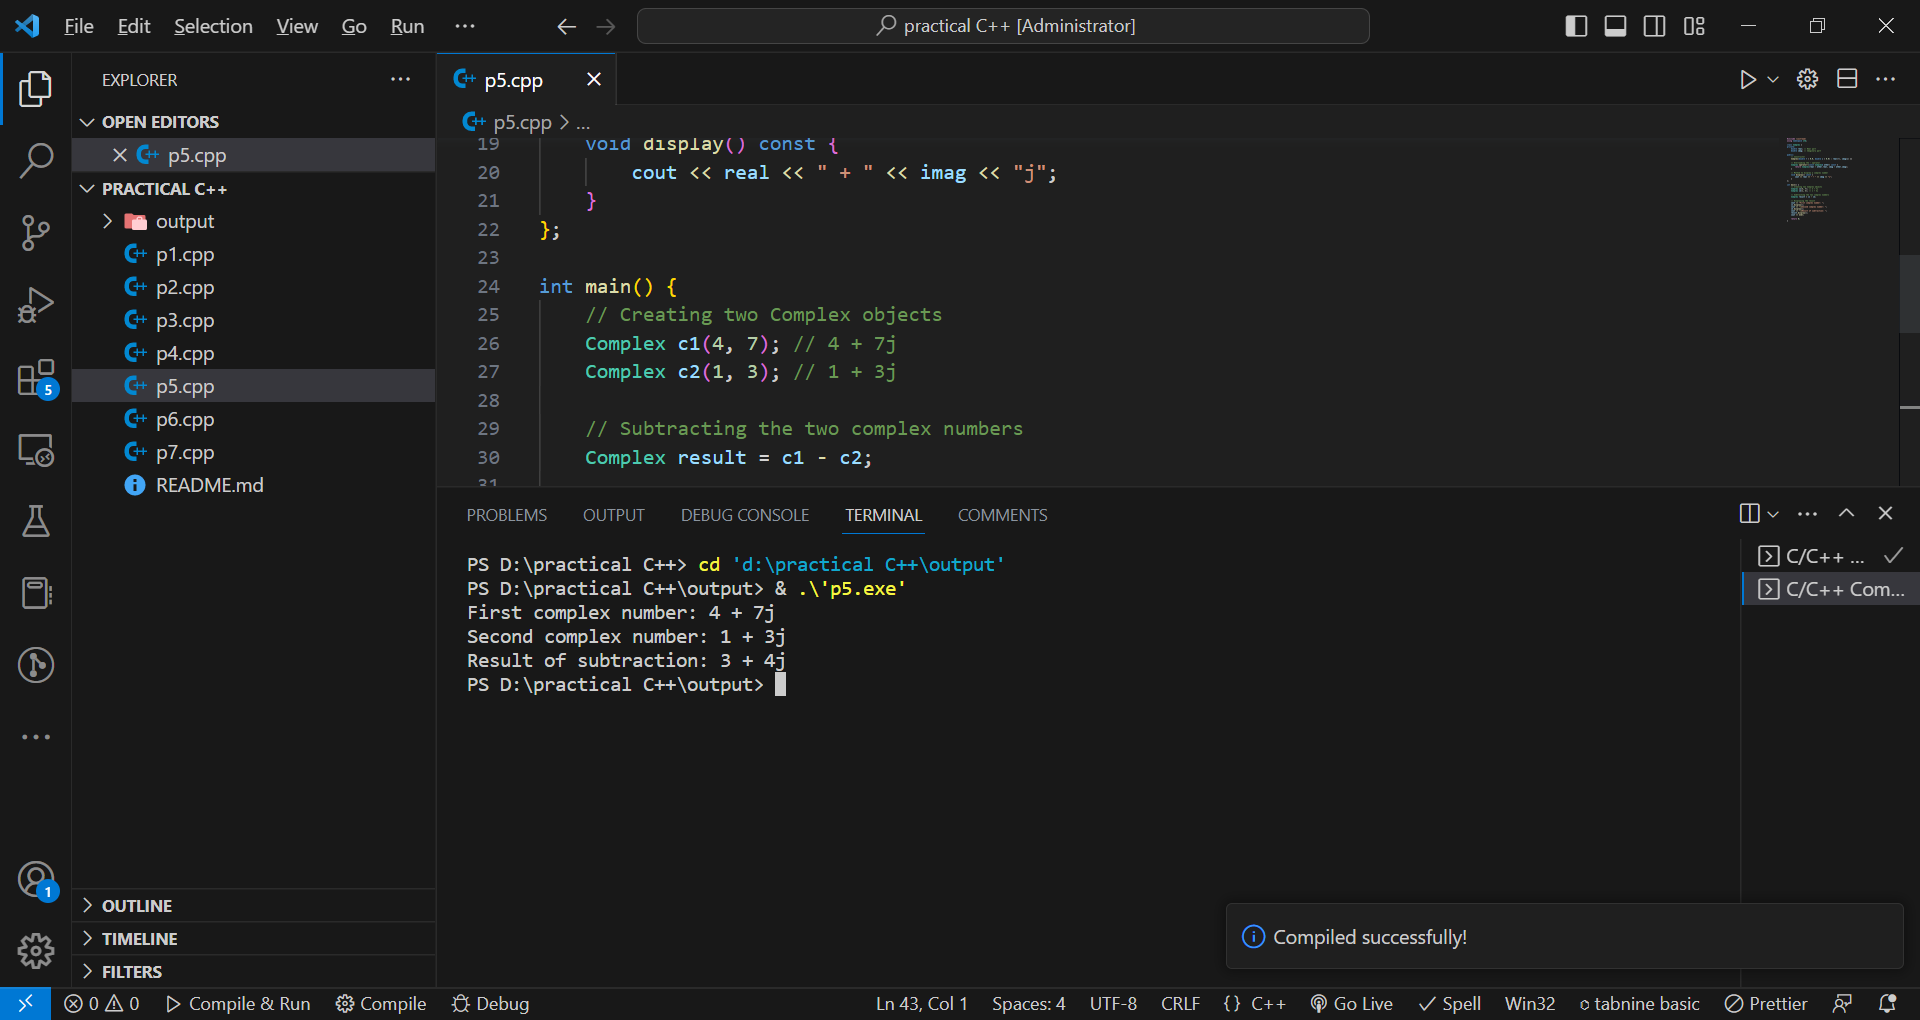 File Edit Selection View Go Run ··· practical C++ [Administrator]
EXPLORER
OPEN EDITORS
p5.cpp
PRACTICAL C++
output
p1.cpp
p2.cpp
p3.cpp
p4.cpp
p5.cpp
p6.cpp
p7.cpp
README.md
OUTLINE
TIMELINE
FILTERS
5
1
p5.cpp
p5.cpp > ...
19 void display() const {
20 cout << real << " + " << imag << "j";
21 }
22 };
23
24 int main() {
25 // Creating two Complex objects
26 Complex c1(4, 7); // 4 + 7j
27 Complex c2(1, 3); // 1 + 3j
28
29 // Subtracting the two complex numbers
30 Complex result = c1 - c2;
31
PROBLEMS OUTPUT DEBUG CONSOLE TERMINAL COMMENTS
PS D:\practical C++> cd 'd:\practical C++\output'
PS D:\practical C++\output> & .\'p5.exe'
First complex number: 4 + 7j
Second complex number: 1 + 3j
Result of subtraction: 3 + 4j
PS D:\practical C++\output>
C/C++ ...
C/C++ Com...
Compiled successfully!
0 0 Compile & Run Compile Debug Ln 43, Col 1 Spaces: 4 UTF-8 CRLF {} C++ Go Live Spell Win32 tabnine basic Prettier